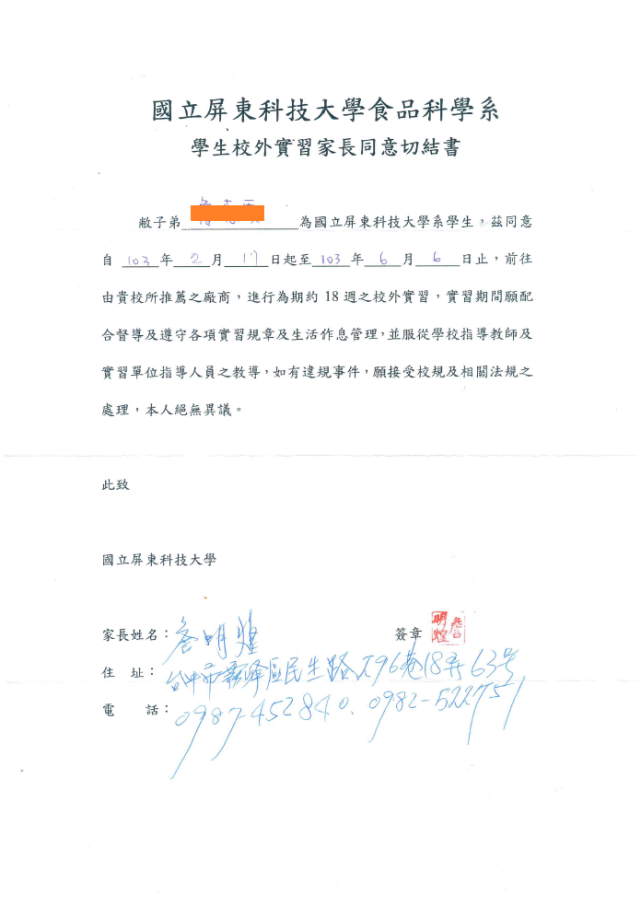 國立屏東科技大學食品科學系
學生校外實習家長同意切結書
敝子弟 為國立屏東科技大學系學生，茲同意
自 103 年 2 月 17 日起至 103 年 6 月 6 日止，前往
由貴校所推薦之廠商，進行為期約 18 週之校外實習，實習期間願配
合督導及遵守各項實習規章及生活作息管理，並服從學校指導教師及
實習單位指導人員之教導，如有違規事件，願接受校規及相關法規之
處理，本人絕無異議。
此致
國立屏東科技大學
家長姓名：詹明煌 簽章
住 址：台中市霧峰區民生路 296巷18弄63号
電 話：0987-452840、0982-522751